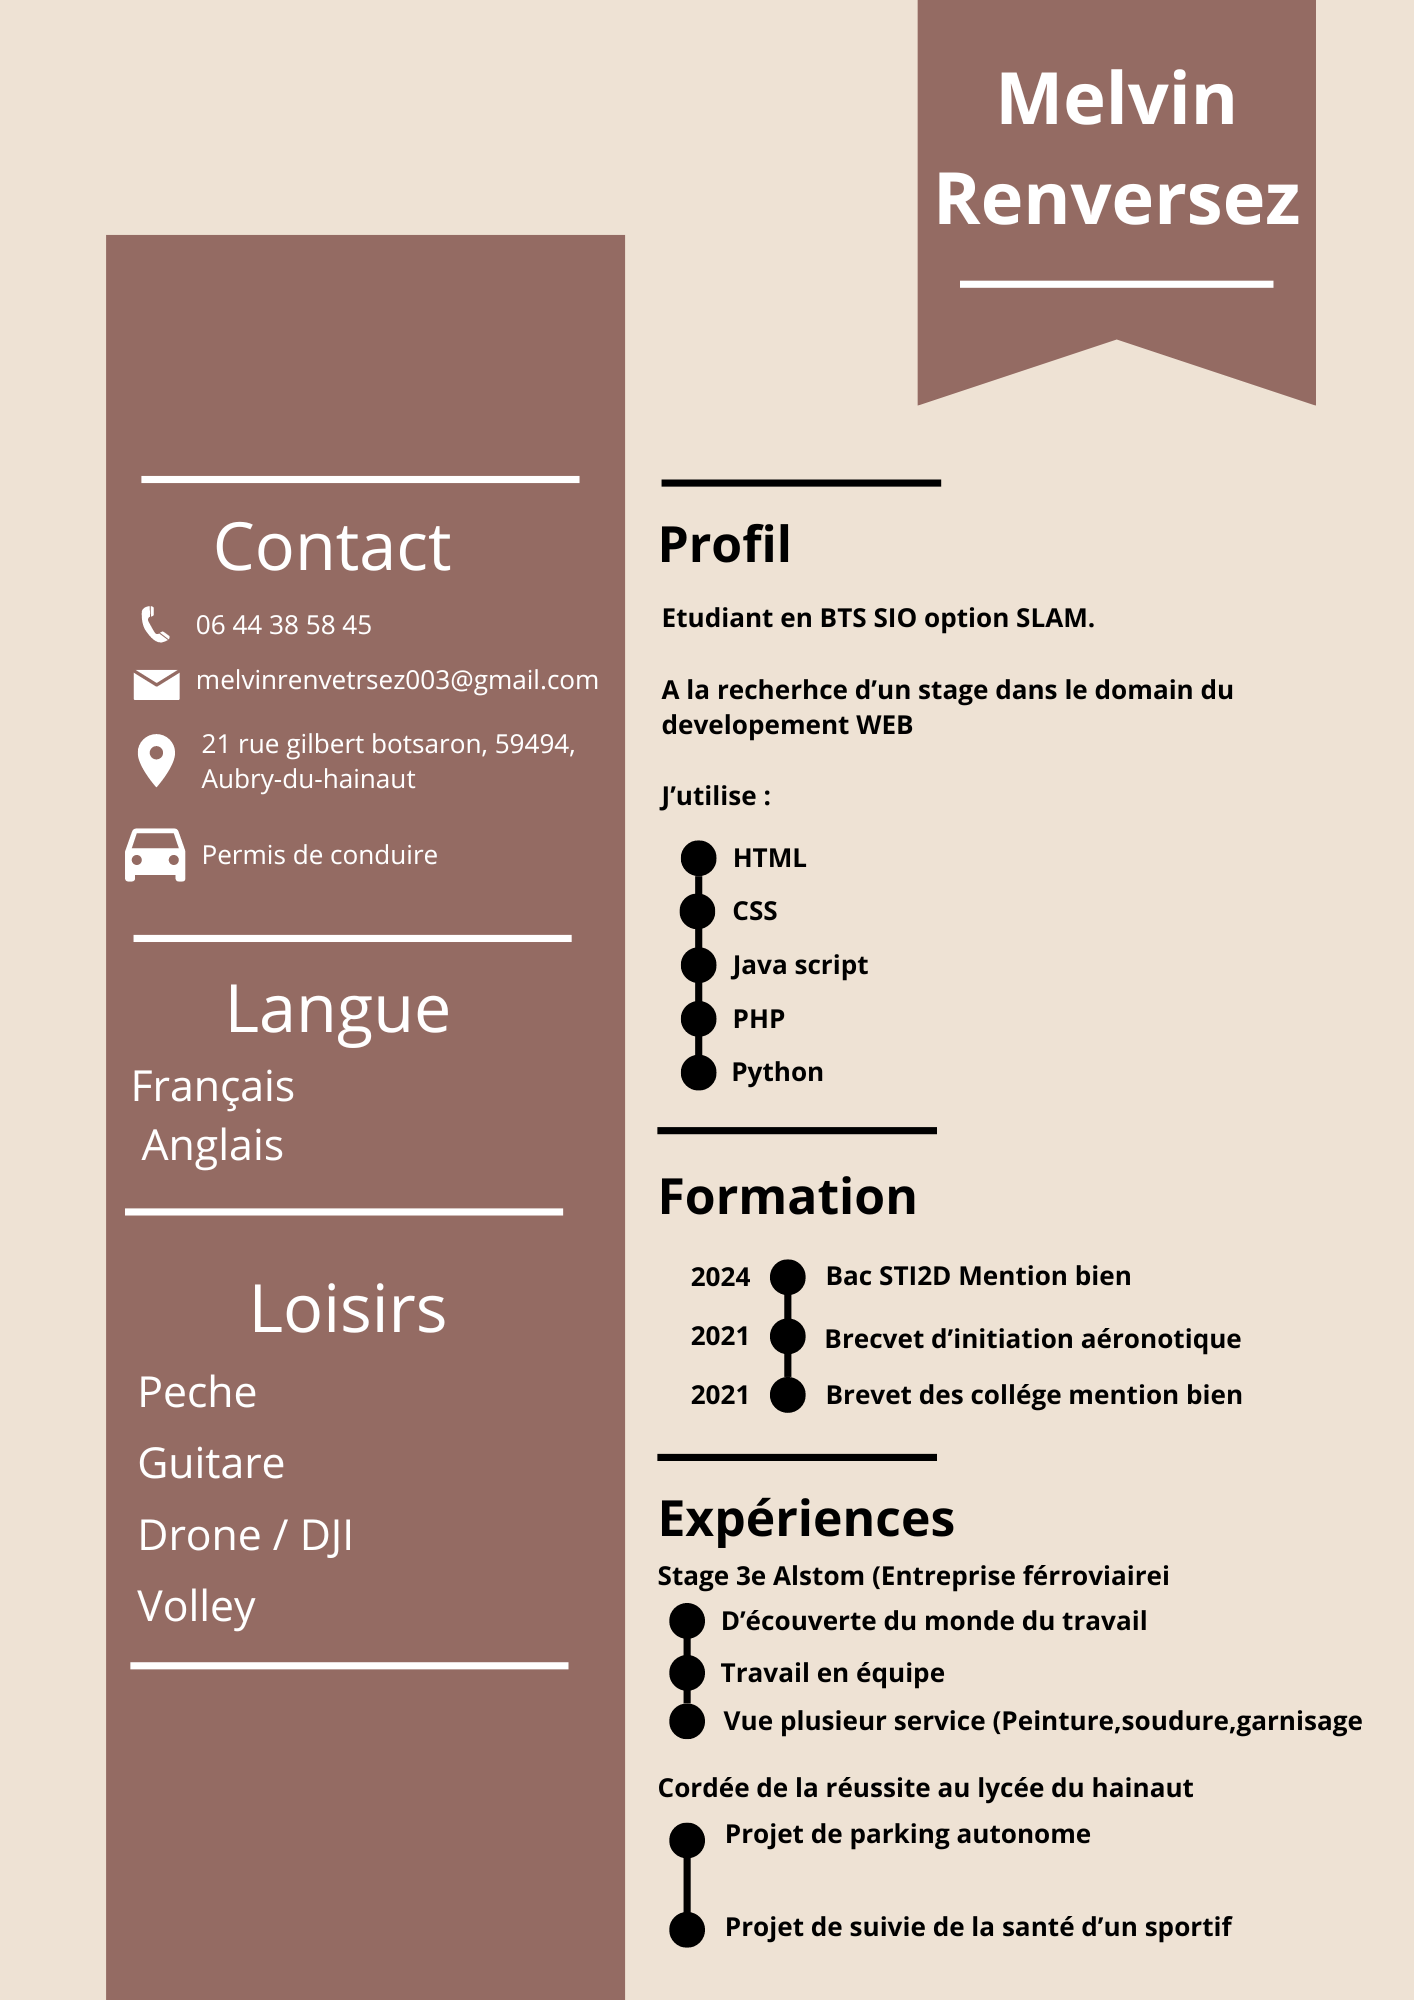 Melvin
Renversez
Contact
06 44 38 58 45
melvinrenvetrsez003@gmail.com
21 rue gilbert botsaron, 59494,
Aubry-du-hainaut
Permis de conduire
Langue
Français
Anglais
Loisirs
Peche
Guitare
Drone / DJI
Volley
Profil
Etudiant en BTS SIO option SLAM.
A la recherhce d’un stage dans le domain du
developement WEB
J’utilise :
HTML
CSS
Java script
PHP
Python
Formation
2024 Bac STI2D Mention bien
2021 Brecvet d’initiation aéronotique
2021 Brevet des collége mention bien
Expériences
Stage 3e Alstom (Entreprise férroviairei
D’écouverte du monde du travail
Travail en équipe
Vue plusieur service (Peinture,soudure,garnisage
Cordée de la réussite au lycée du hainaut
Projet de parking autonome
Projet de suivie de la santé d’un sportif